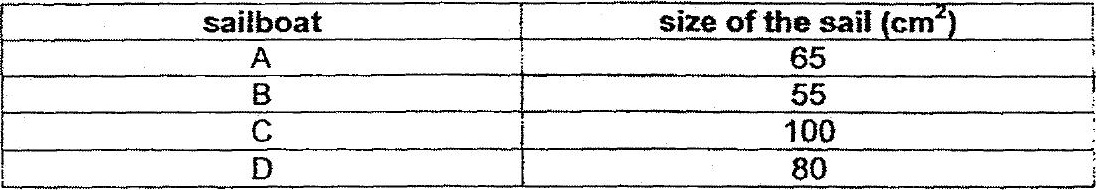 sailboat size of the sail (cm²)
A 65
B 55
C 100
D 80